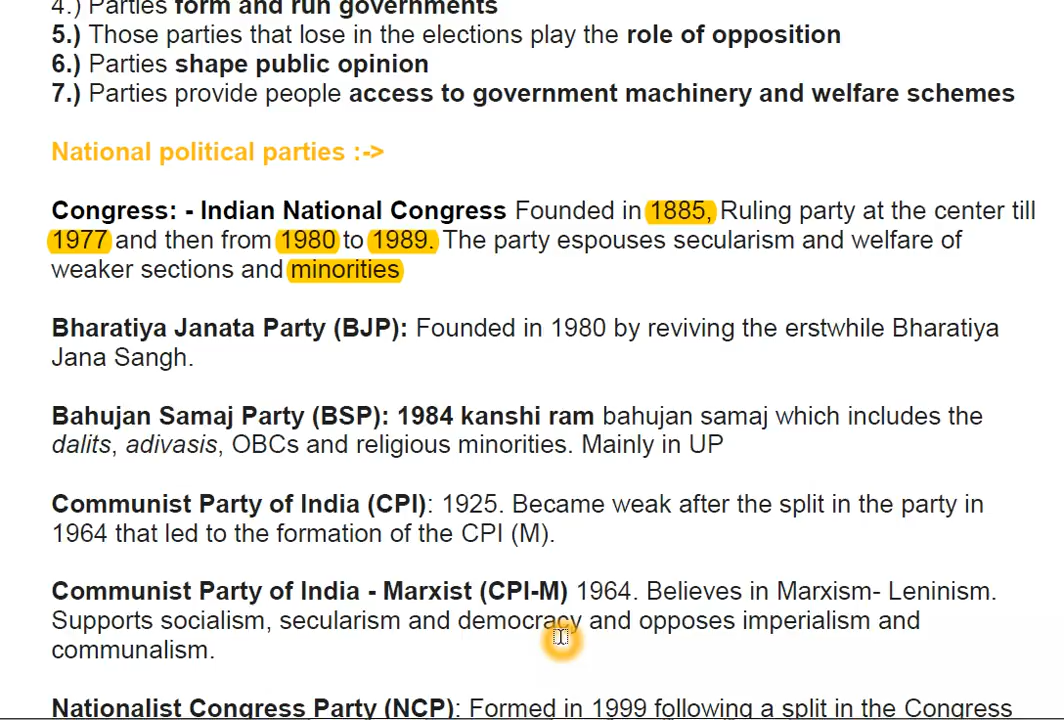 4.) Parties form and run governments
5.) Those parties that lose in the elections play the role of opposition
6.) Parties shape public opinion
7.) Parties provide people access to government machinery and welfare schemes
National political parties :->
Congress: - Indian National Congress Founded in 1885, Ruling party at the center till
1977 and then from 1980 to 1989. The party espouses secularism and welfare of
weaker sections and minorities
Bharatiya Janata Party (BJP): Founded in 1980 by reviving the erstwhile Bharatiya
Jana Sangh.
Bahujan Samaj Party (BSP): 1984 kanshi ram bahujan samaj which includes the
dalits, adivasis, OBCs and religious minorities. Mainly in UP
Communist Party of India (CPI): 1925. Became weak after the split in the party in
1964 that led to the formation of the CPI (M).
Communist Party of India - Marxist (CPI-M) 1964. Believes in Marxism- Leninism.
Supports socialism, secularism and democracy and opposes imperialism and
communalism.
Nationalist Congress Party (NCP): Formed in 1999 following a split in the Congress